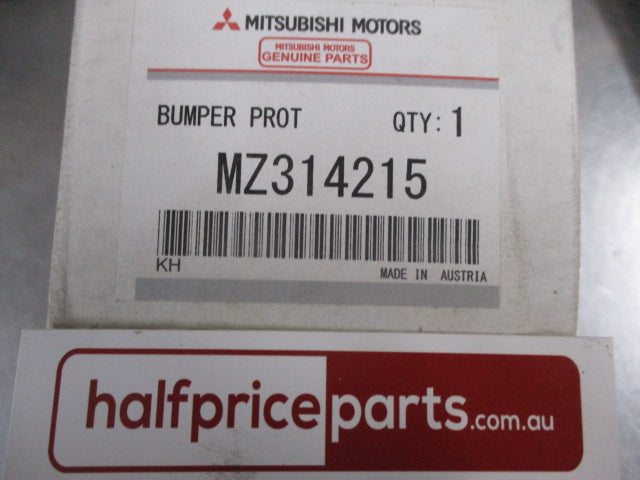 MITSUBISHI MOTORS
MITSUBISHI MOTORS
GENUINE PARTS
BUMPER PROT QTY: 1
MZ314215
KH MADE IN AUSTRIA
halfpriceparts.com.au